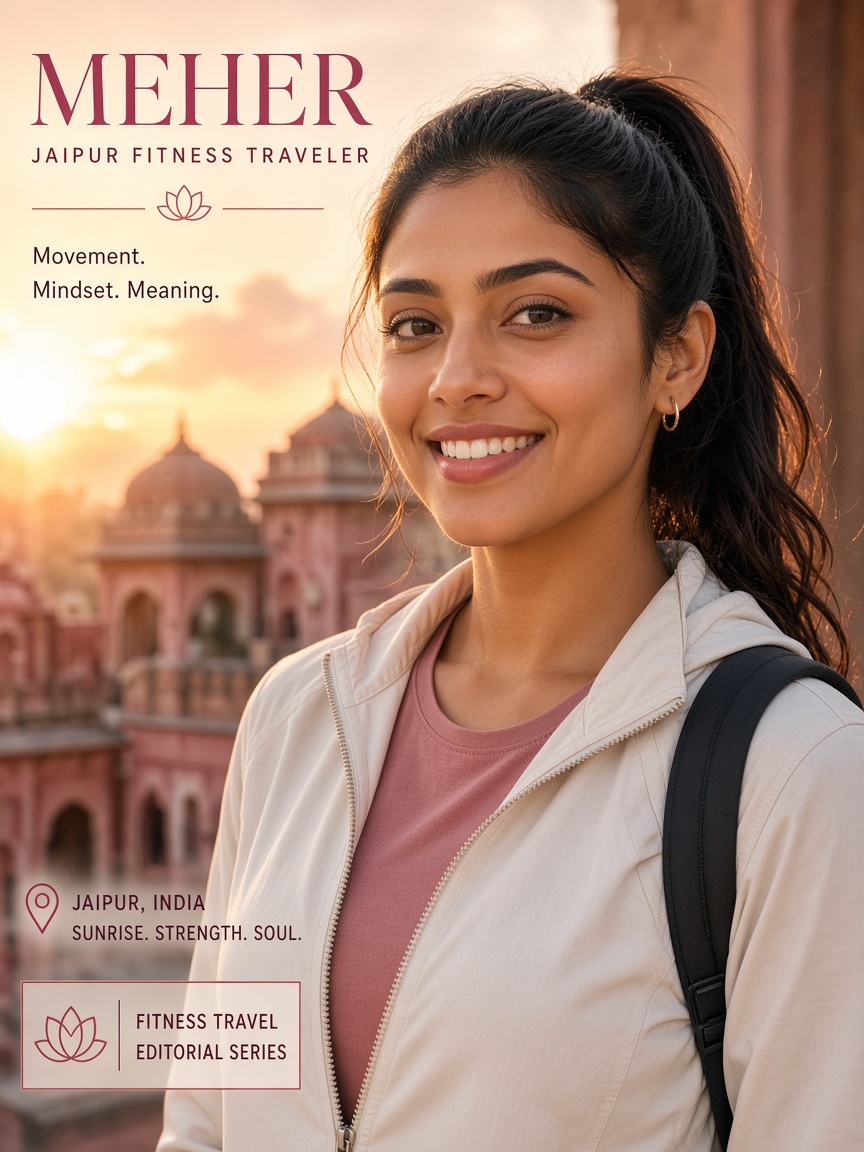 MEHER
JAIPUR FITNESS TRAVELER
Movement.
Mindset. Meaning.
JAIPUR, INDIA
SUNRISE. STRENGTH. SOUL.
FITNESS TRAVEL
EDITORIAL SERIES